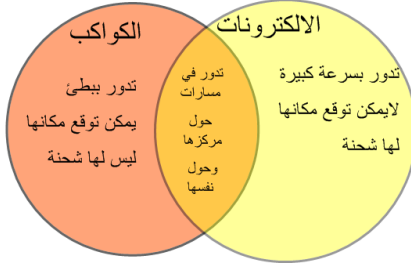 الالكترونات
تدور بسرعة كبيرة
لايمكن توقع مكانها
لها شحنة
تدور في
مسارات
حول
مركزها
وحول
نفسها
الكواكب
تدور ببطئ
يمكن توقع مكانها
ليس لها شحنة